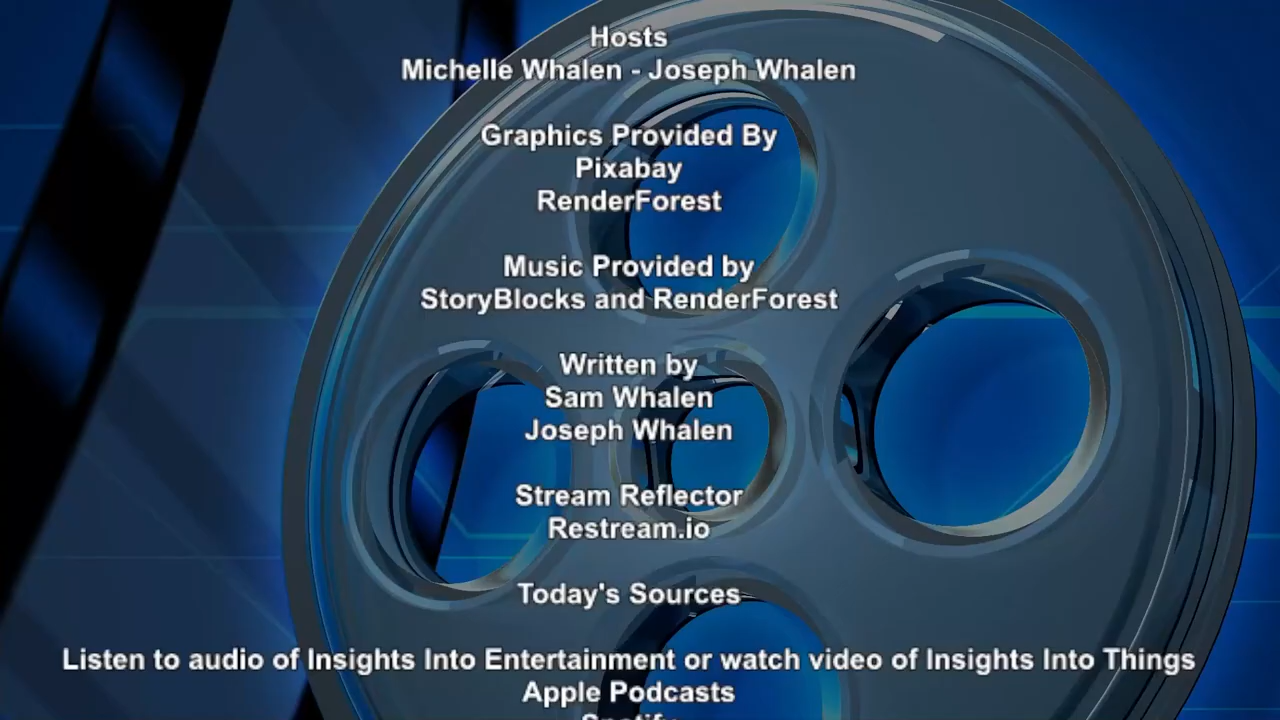 Hosts
Michelle Whalen - Joseph Whalen
Graphics Provided By
Pixabay
RenderForest
Music Provided by
StoryBlocks and RenderForest
Written by
Sam Whalen
Joseph Whalen
Stream Reflector
Restream.io
Today's Sources
Listen to audio of Insights Into Entertainment or watch video of Insights Into Things
Apple Podcasts
Spotify